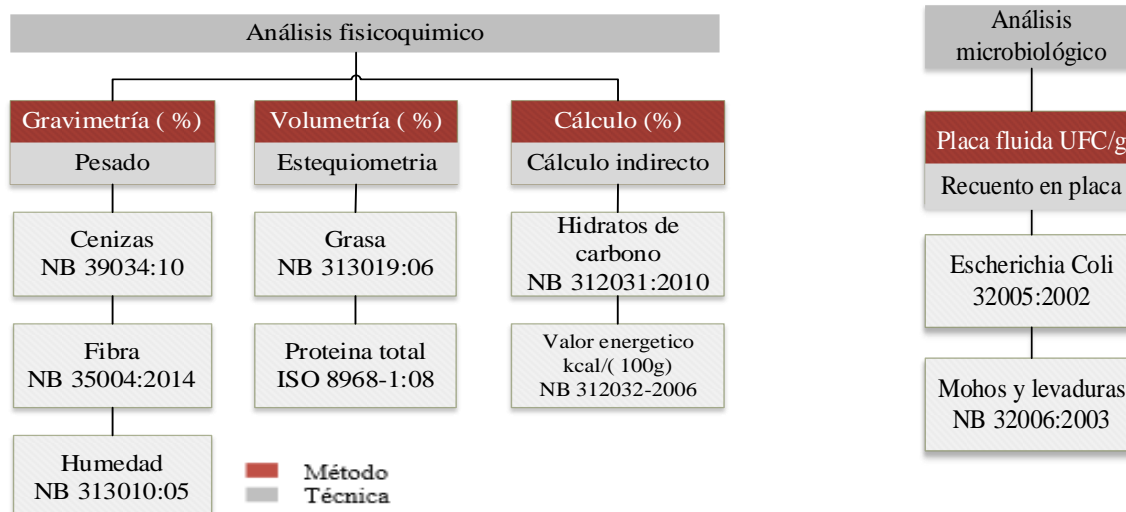 Análisis fisicoquimico
Gravimetría ( %)
Pesado
Cenizas
NB 39034:10
Fibra
NB 35004:2014
Humedad
NB 313010:05
Volumetría ( %)
Estequiometria
Grasa
NB 313019:06
Proteina total
ISO 8968-1:08
Cálculo (%)
Cálculo indirecto
Hidratos de
carbono
NB 312031:2010
Valor energetico
kcal/( 100g)
NB 312032-2006
Método
Técnica
Análisis
microbiológico
Placa fluida UFC/g
Recuento en placa
Escherichia Coli
32005:2002
Mohos y levaduras
NB 32006:2003